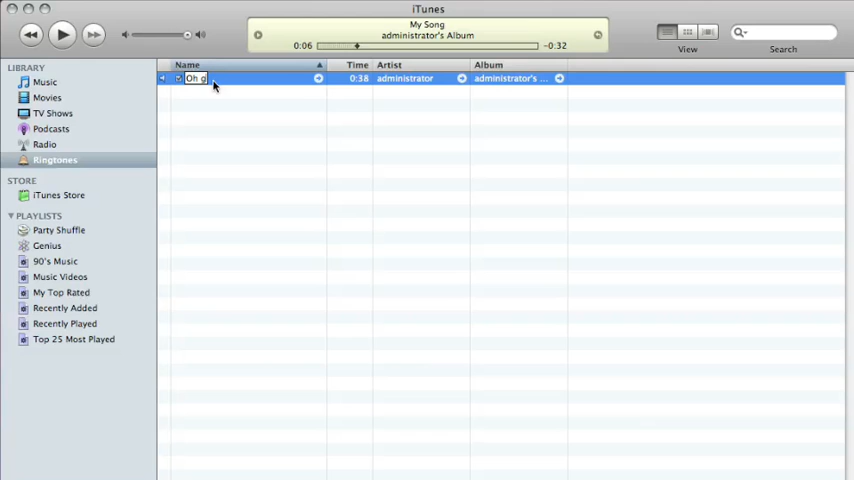 iTunes
My Song
administrator's Album
0:06
-0:32
View
Search
LIBRARY
Music
Movies
TV Shows
Podcasts
Radio
Ringtones
STORE
iTunes Store
PLAYLISTS
Party Shuffle
Genius
90's Music
Music Videos
My Top Rated
Recently Added
Recently Played
Top 25 Most Played
Name Time Artist Album
Oh g 0:38 administrator administrator's ...